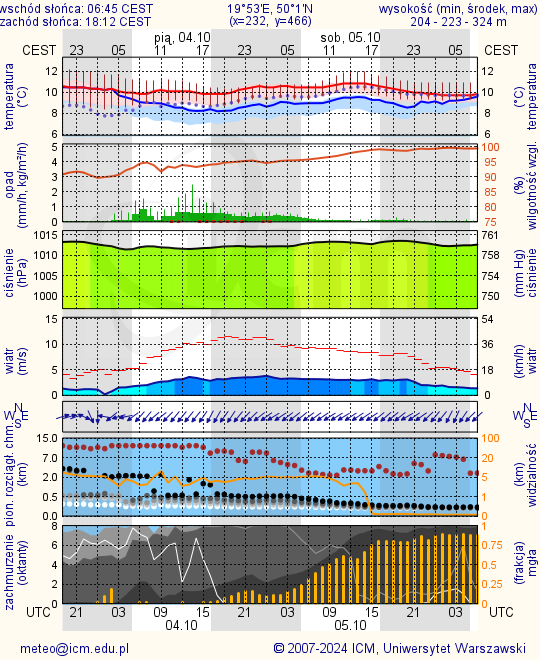 wschód słońca: 06:45 CEST 19°53'E, 50°1'N wysokość (min, środek, max)
zachód słońca: 18:12 CEST (x=232, y=466) 204 - 223 - 324 m
pią, 04.10 sob, 05.10
CEST 23 05 11 17 23 05 11 17 23 05 CEST
temperatura (°C)
12 12
10 10
8 8
6 6
temperatura (°C)
opad (mm/h, kg/m²/h)
5 100
4 95
3 90
2 85
1 80
0 75
wilgotność wzgl. (%)
ciśnienie (hPa)
1015 761
1010 758
1005 754
1000 750
ciśnienie (mm Hg)
wiatr (m/s)
15 54
10 36
5 18
0 0
wiatr (km/h)
N N
W E W E
S S
pion. rozciągł. chm. (km)
15.0 100
6.0 20
2.0 5
0.5 1
0.0 0
widzialność (km)
zachmurzenie (oktanty)
8 1
6 0.75
4 0.5
2 0.25
0 0
mgła (frakcja)
UTC 21 03 09 15 21 03 09 15 21 03 UTC
04.10 05.10
meteo@icm.edu.pl © 2007-2024 ICM, Uniwersytet Warszawski